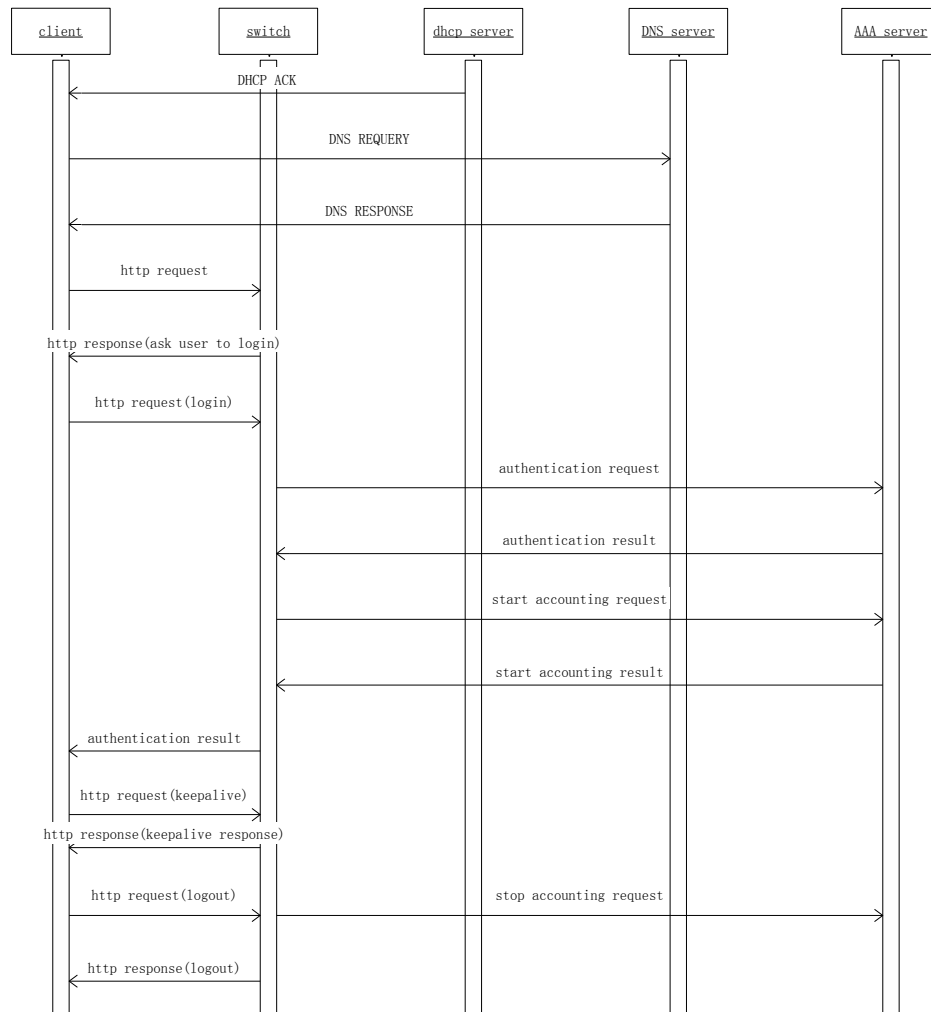 client
switch
dhcp server
DNS server
AAA server
DHCP ACK
DNS REQUERY
DNS RESPONSE
http request
http response(ask user to login)
http request(login)
authentication request
authentication result
start accounting request
start accounting result
authentication result
http request(keepalive)
http response(keepalive response)
http request(logout)
stop accounting request
http response(logout)